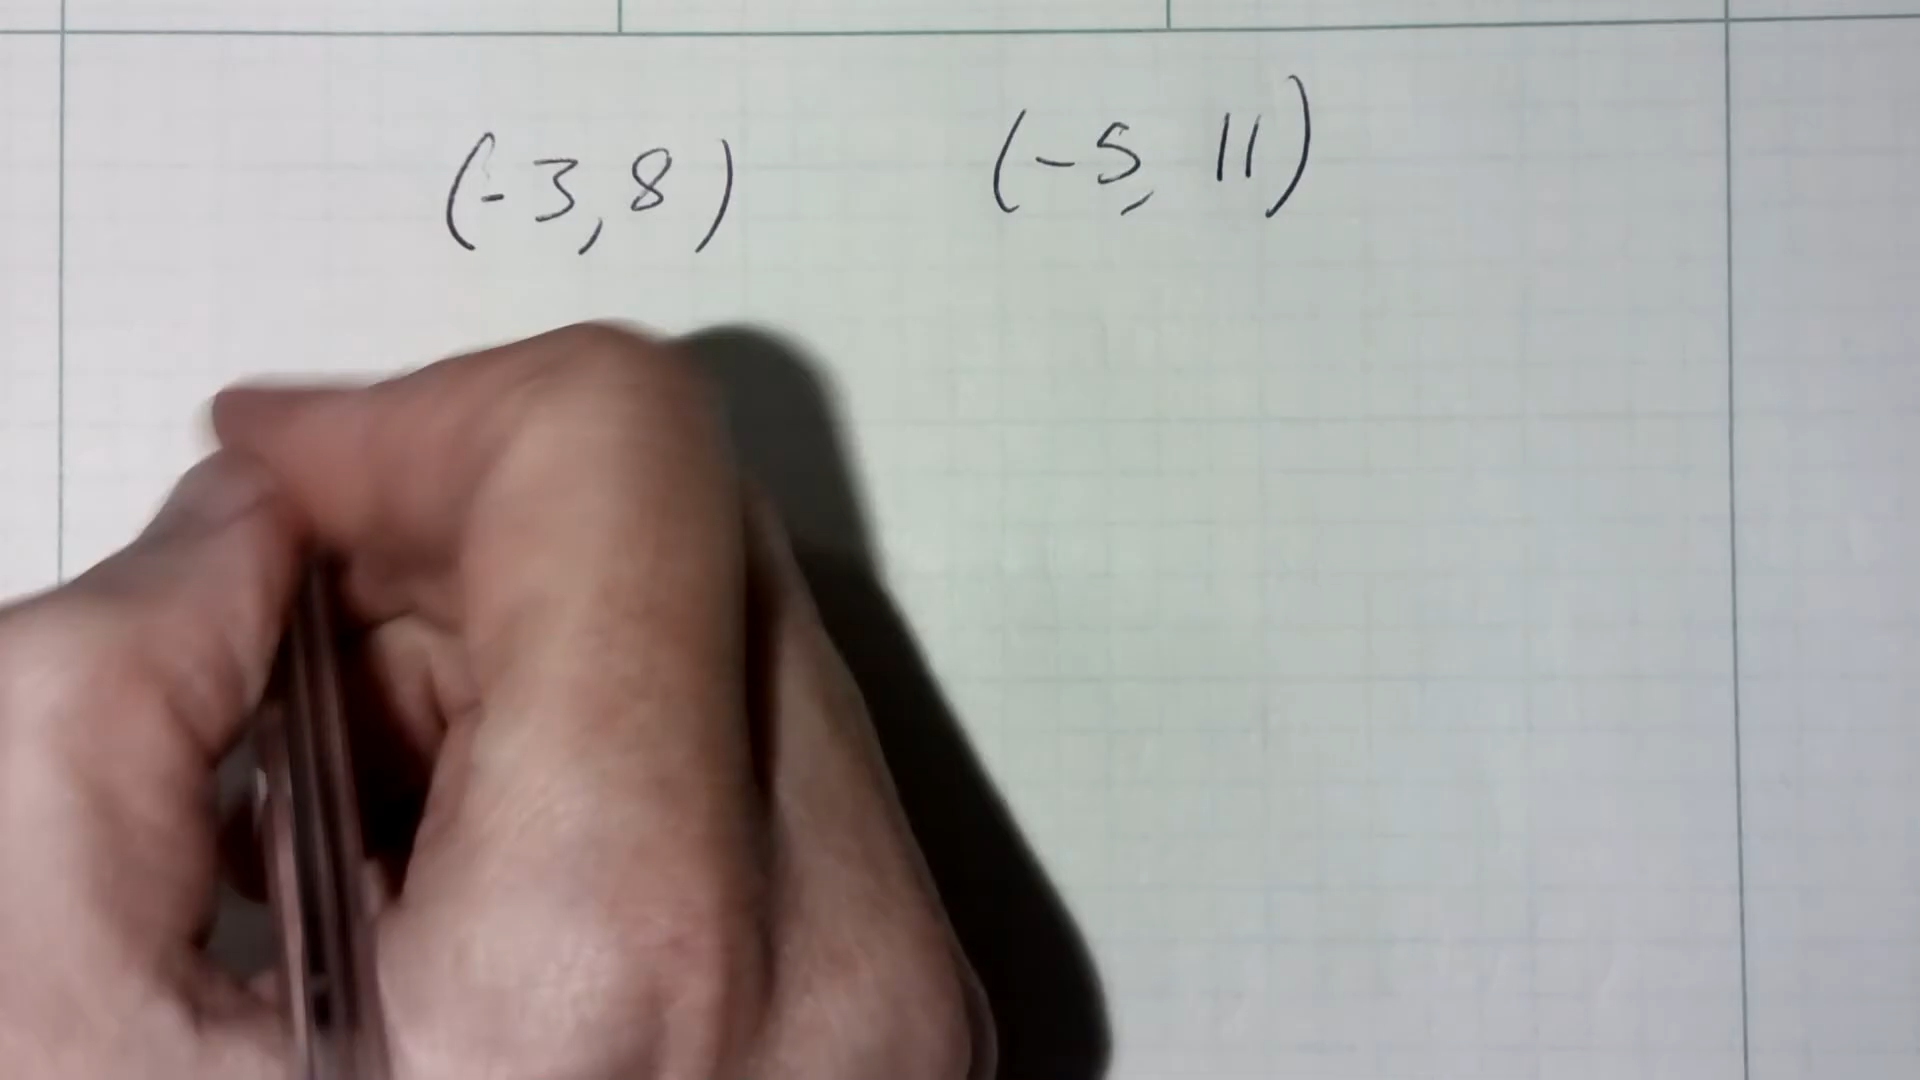 (-3, 8) (-5, 11)